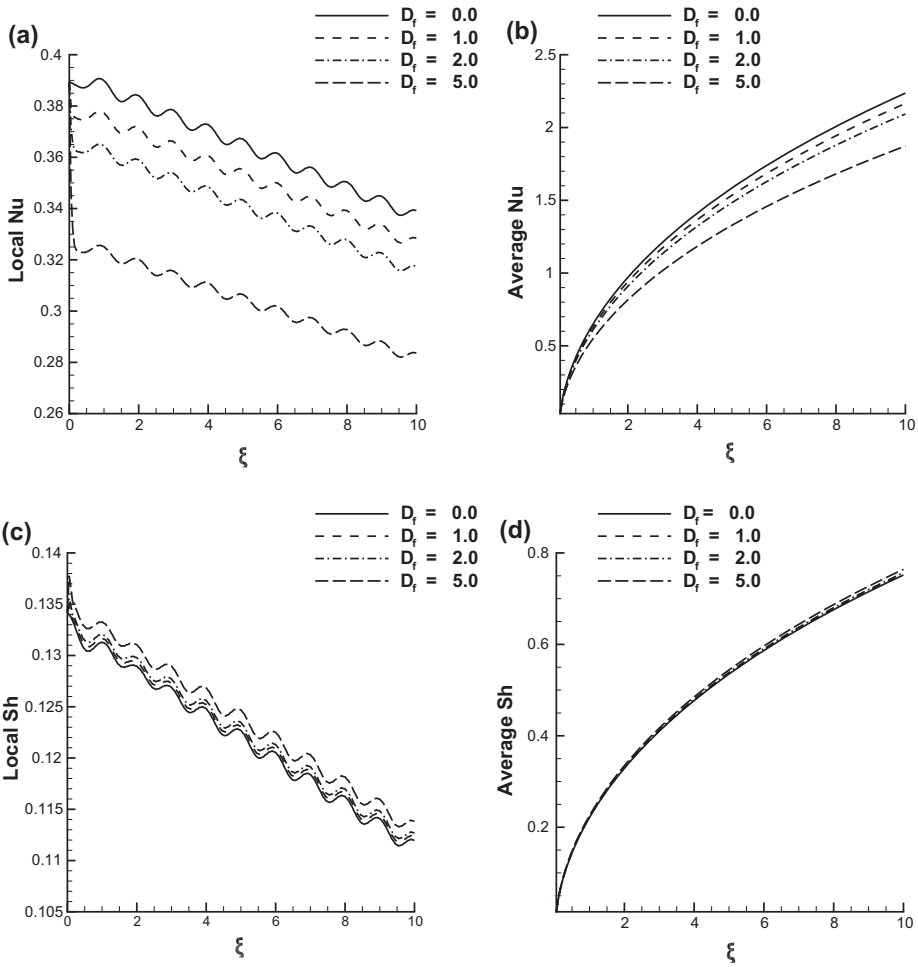 (a)
D_f = 0.0
D_f = 1.0
D_f = 2.0
D_f = 5.0
0.4
0.38
0.36
0.34
0.32
0.3
0.28
0.26
Local Nu
0 2 4 6 8 10
ξ
(b)
D_f = 0.0
D_f = 1.0
D_f = 2.0
D_f = 5.0
2.5
2
1.5
1
0.5
Average Nu
2 4 6 8 10
ξ
(c)
D_f = 0.0
D_f = 1.0
D_f = 2.0
D_f = 5.0
0.14
0.135
0.13
0.125
0.12
0.115
0.11
0.105
Local Sh
0 2 4 6 8 10
ξ
(d)
D_f = 0.0
D_f = 1.0
D_f = 2.0
D_f = 5.0
0.8
0.6
0.4
0.2
Average Sh
2 4 6 8 10
ξ